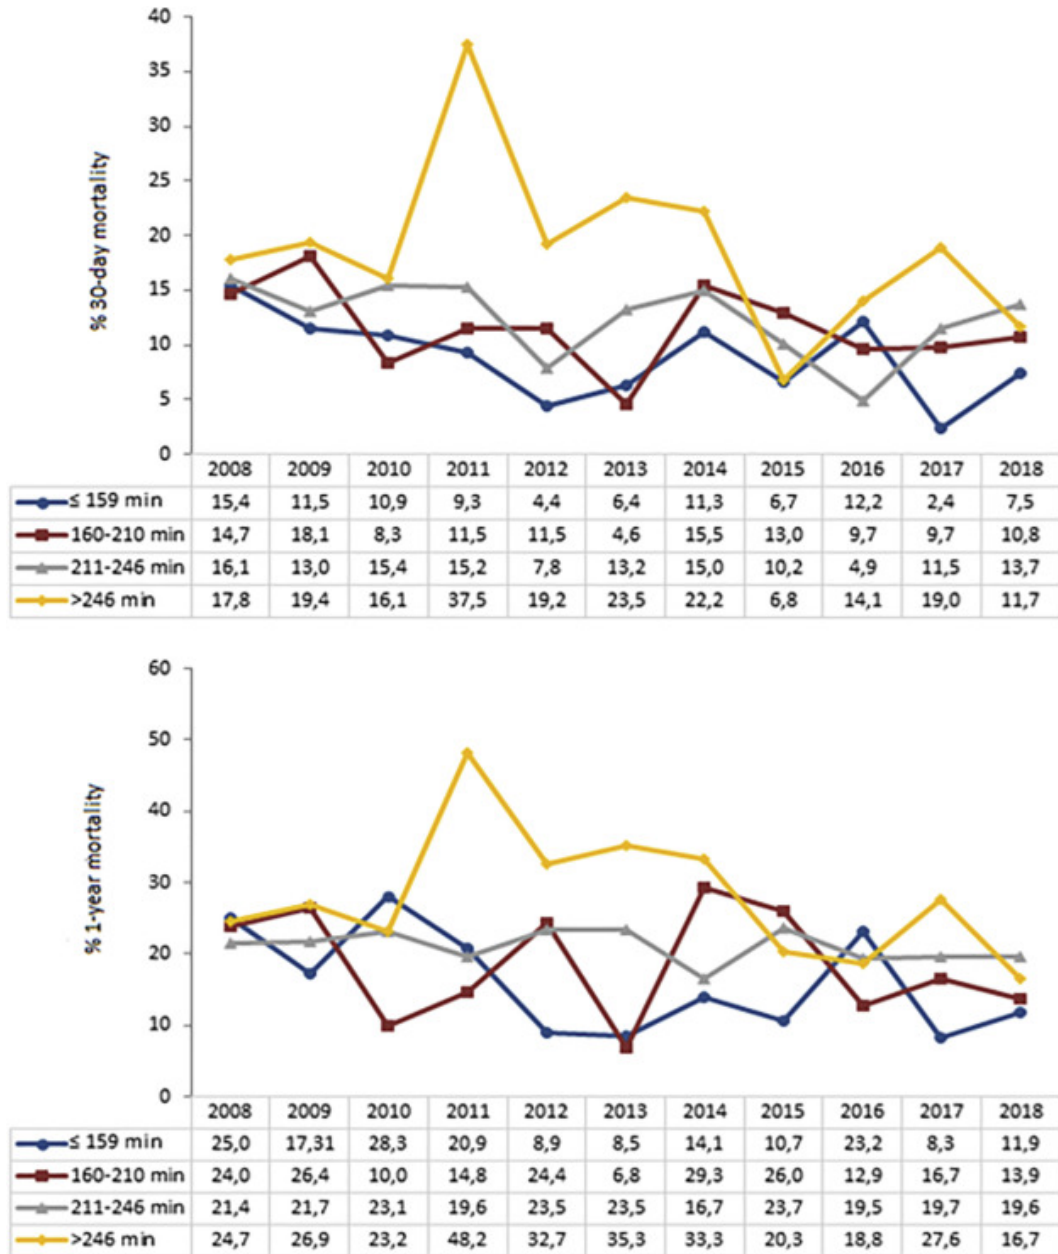 40
35
30
25
20
15
10
5
0
% 30-day mortality
2008 2009 2010 2011 2012 2013 2014 2015 2016 2017 2018
≤ 159 min 15,4 11,5 10,9 9,3 4,4 6,4 11,3 6,7 12,2 2,4 7,5
160-210 min 14,7 18,1 8,3 11,5 11,5 4,6 15,5 13,0 9,7 9,7 10,8
211-246 min 16,1 13,0 15,4 15,2 7,8 13,2 15,0 10,2 4,9 11,5 13,7
>246 min 17,8 19,4 16,1 37,5 19,2 23,5 22,2 6,8 14,1 19,0 11,7
60
50
40
30
20
10
0
% 1-year mortality
2008 2009 2010 2011 2012 2013 2014 2015 2016 2017 2018
≤ 159 min 25,0 17,31 28,3 20,9 8,9 8,5 14,1 10,7 23,2 8,3 11,9
160-210 min 24,0 26,4 10,0 14,8 24,4 6,8 29,3 26,0 12,9 16,7 13,9
211-246 min 21,4 21,7 23,1 19,6 23,5 23,5 16,7 23,7 19,5 19,7 19,6
>246 min 24,7 26,9 23,2 48,2 32,7 35,3 33,3 20,3 18,8 27,6 16,7